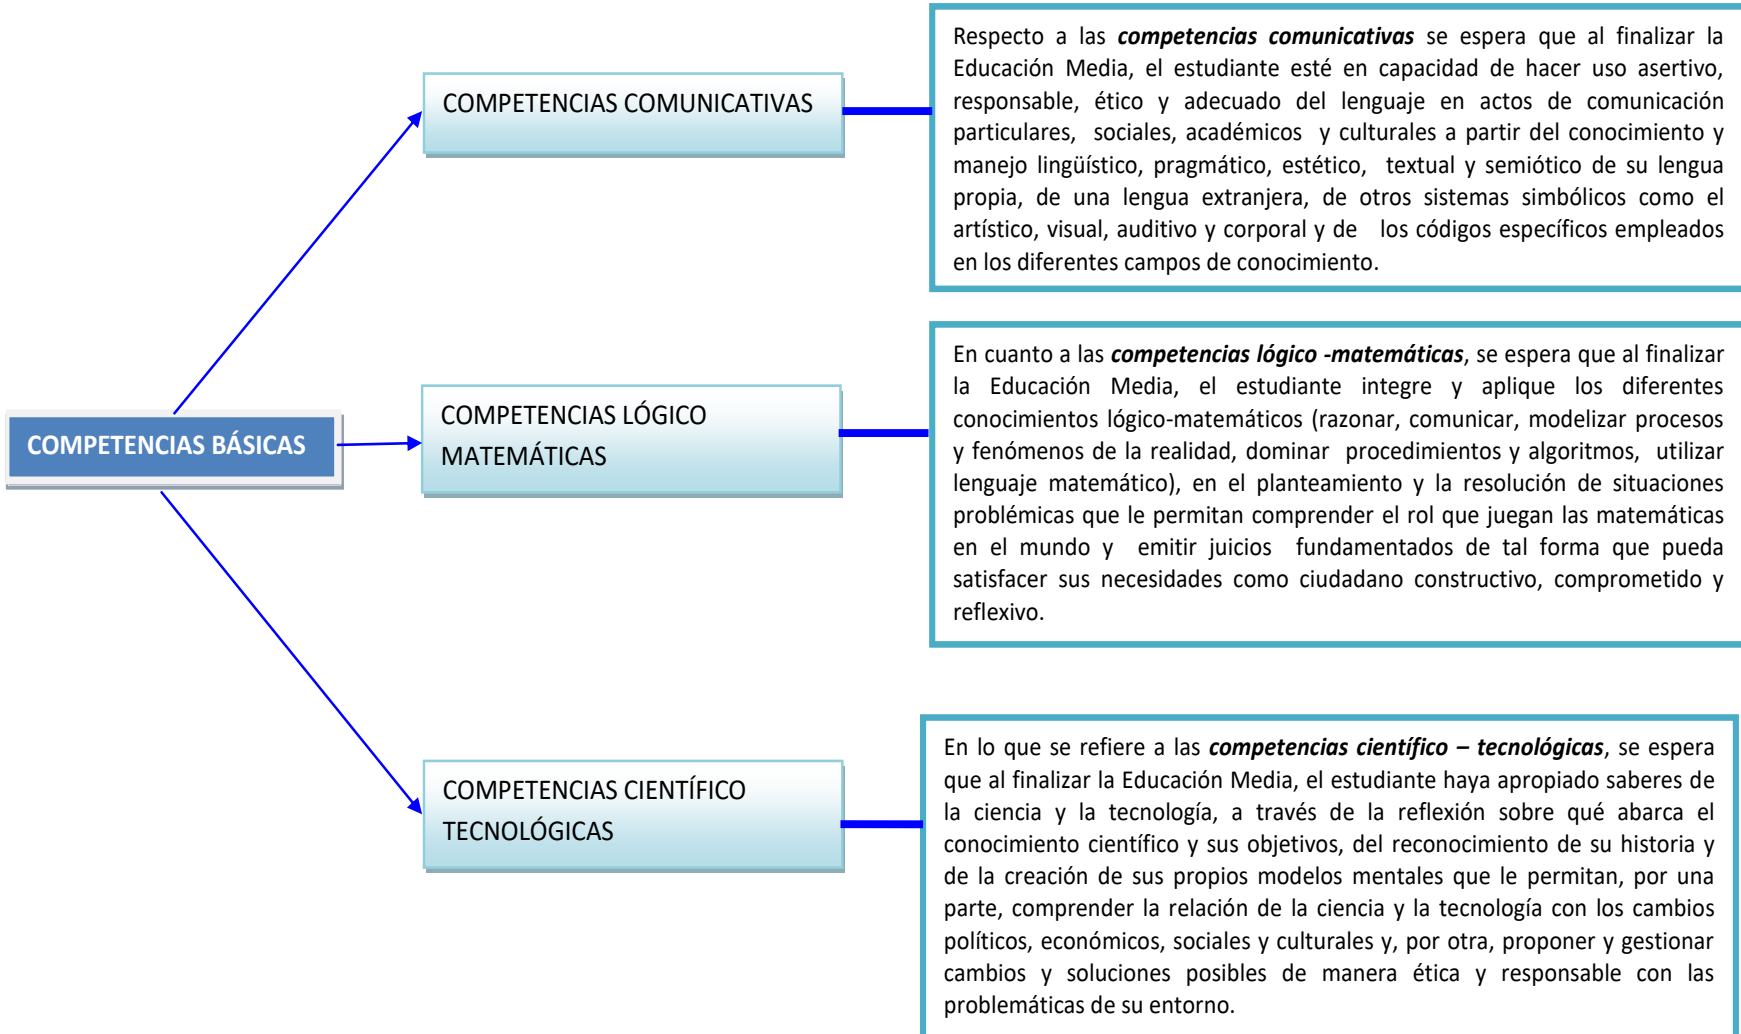 COMPETENCIAS BÁSICAS
COMPETENCIAS COMUNICATIVAS
Respecto a las competencias comunicativas se espera que al finalizar la
Educación Media, el estudiante esté en capacidad de hacer uso asertivo,
responsable, ético y adecuado del lenguaje en actos de comunicación
particulares, sociales, académicos y culturales a partir del conocimiento y
manejo lingüístico, pragmático, estético, textual y semiótico de su lengua
propia, de una lengua extranjera, de otros sistemas simbólicos como el
artístico, visual, auditivo y corporal y de los códigos específicos empleados
en los diferentes campos de conocimiento.
COMPETENCIAS LÓGICO
MATEMÁTICAS
En cuanto a las competencias lógico -matemáticas, se espera que al finalizar
la Educación Media, el estudiante integre y aplique los diferentes
conocimientos lógico-matemáticos (razonar, comunicar, modelizar procesos
y fenómenos de la realidad, dominar procedimientos y algoritmos, utilizar
lenguaje matemático), en el planteamiento y la resolución de situaciones
problémicas que le permitan comprender el rol que juegan las matemáticas
en el mundo y emitir juicios fundamentados de tal forma que pueda
satisfacer sus necesidades como ciudadano constructivo, comprometido y
reflexivo.
COMPETENCIAS CIENTÍFICO
TECNOLÓGICAS
En lo que se refiere a las competencias científico – tecnológicas, se espera
que al finalizar la Educación Media, el estudiante haya apropiado saberes de
la ciencia y la tecnología, a través de la reflexión sobre qué abarca el
conocimiento científico y sus objetivos, del reconocimiento de su historia y
de la creación de sus propios modelos mentales que le permitan, por una
parte, comprender la relación de la ciencia y la tecnología con los cambios
políticos, económicos, sociales y culturales y, por otra, proponer y gestionar
cambios y soluciones posibles de manera ética y responsable con las
problemáticas de su entorno.